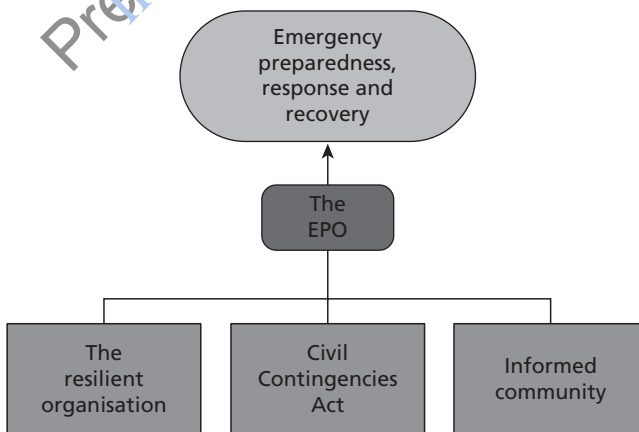 Emergency
preparedness,
response and
recovery
The
EPO
The
resilient
organisation
Civil
Contingencies
Act
Informed
community